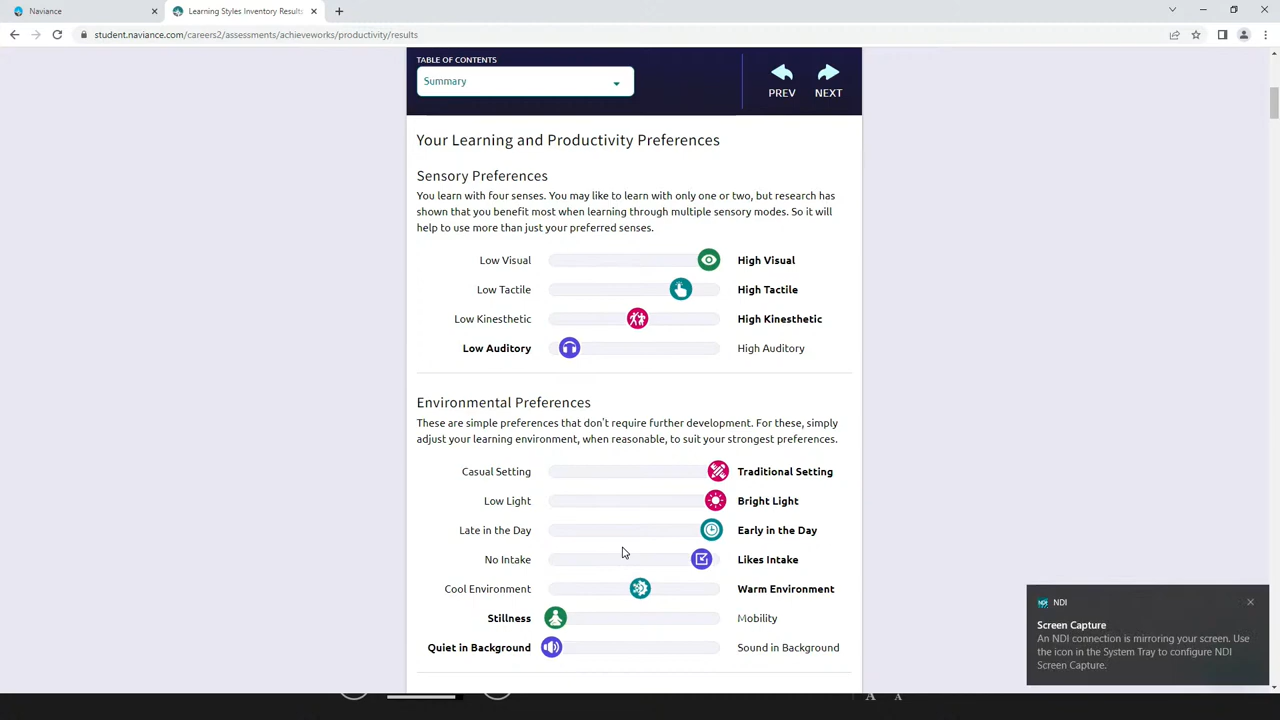 Naviance
Learning Styles Inventory Results
student.naviance.com/careers2/assessments/achieveworks/productivity/results
TABLE OF CONTENTS
Summary
PREV
NEXT
Your Learning and Productivity Preferences
Sensory Preferences
You learn with four senses. You may like to learn with only one or two, but research has
shown that you benefit most when learning through multiple sensory modes. So it will
help to use more than just your preferred senses.
Low Visual High Visual
Low Tactile High Tactile
Low Kinesthetic High Kinesthetic
Low Auditory High Auditory
Environmental Preferences
These are simple preferences that don't require further development. For these, simply
adjust your learning environment, when reasonable, to suit your strongest preferences.
Casual Setting Traditional Setting
Low Light Bright Light
Late in the Day Early in the Day
No Intake Likes Intake
Cool Environment Warm Environment
Stillness Mobility
Quiet in Background Sound in Background
NDI
Screen Capture
An NDI connection is mirroring your screen. Use
the icon in the System Tray to configure NDI
Screen Capture.
A A